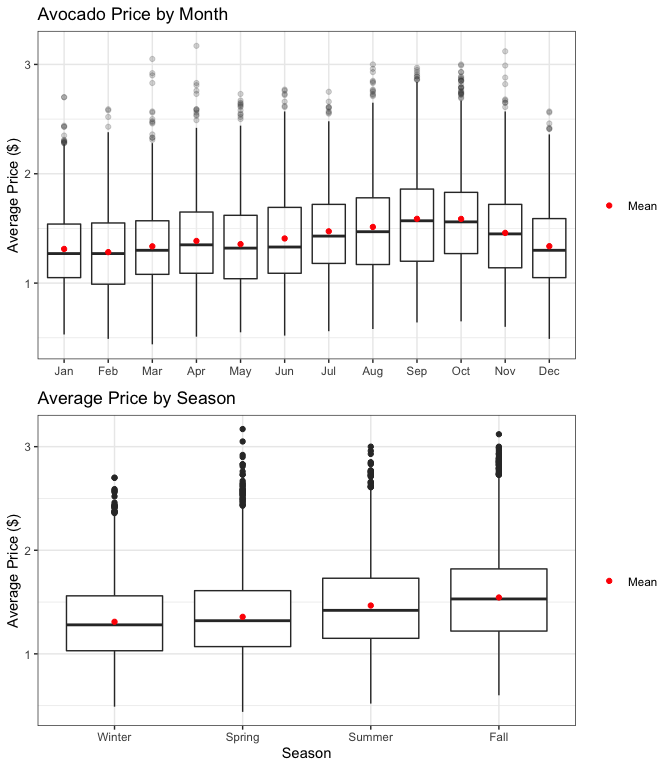 Avocado Price by Month
Average Price ($)
3
2
1
Jan Feb Mar Apr May Jun Jul Aug Sep Oct Nov Dec
Mean
Average Price by Season
Average Price ($)
3
2
1
Winter Spring Summer Fall
Season
Mean